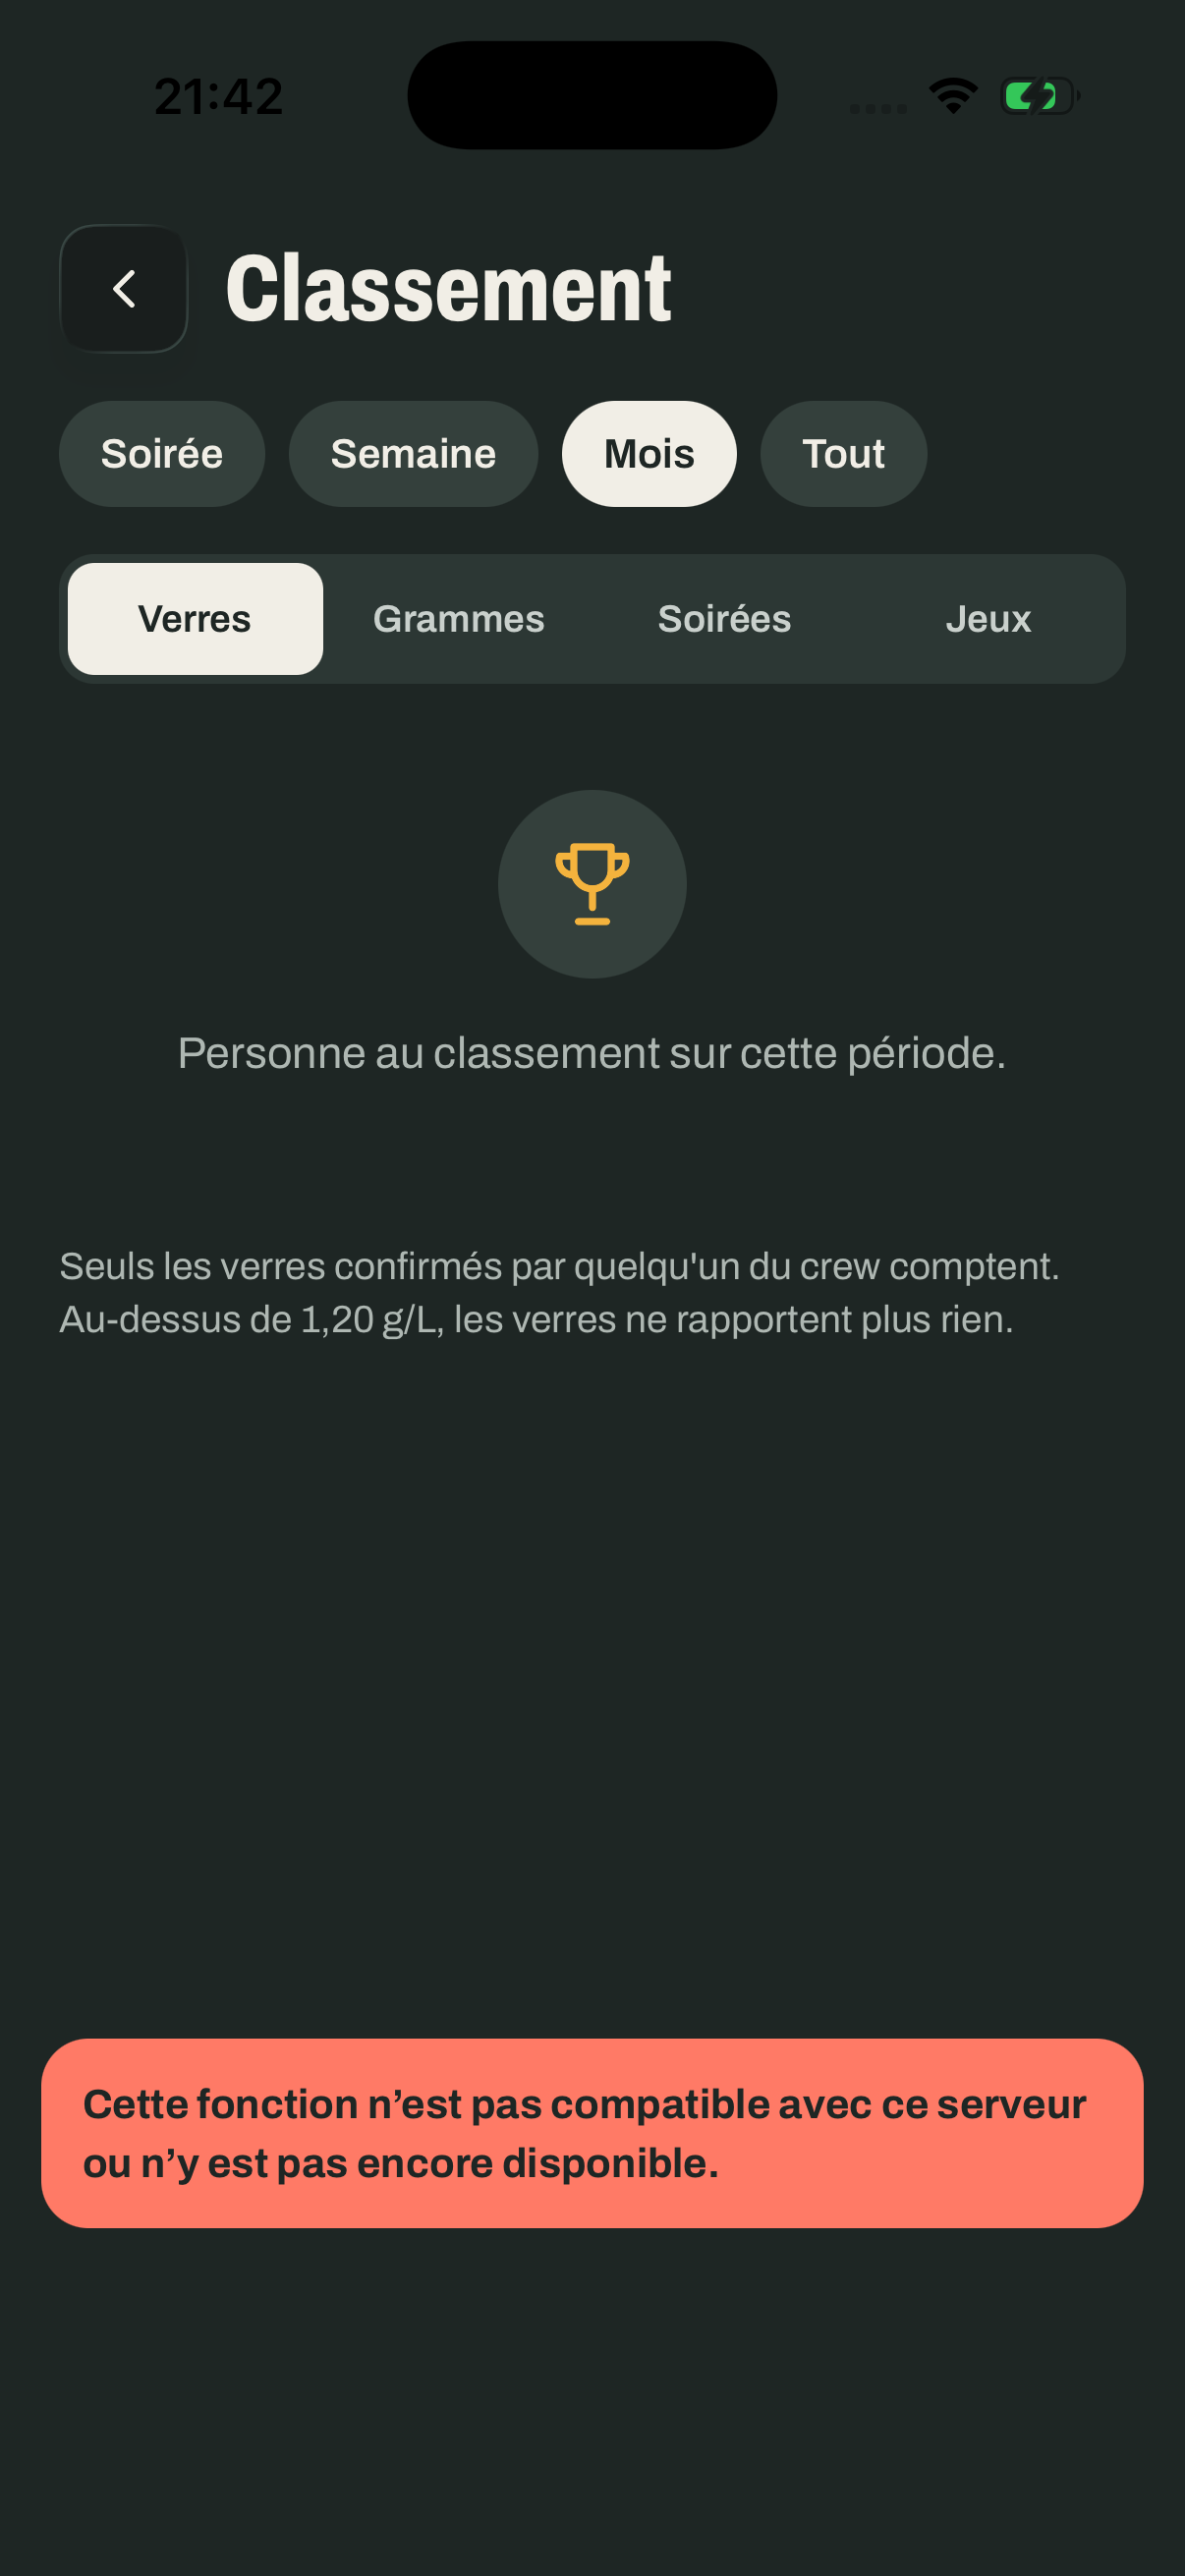 21:42
Classement
Soirée Semaine Mois Tout
Verres Grammes Soirées Jeux
Personne au classement sur cette période.
Seuls les verres confirmés par quelqu'un du crew comptent.
Au-dessus de 1,20 g/L, les verres ne rapportent plus rien.
Cette fonction n’est pas compatible avec ce serveur
ou n’y est pas encore disponible.